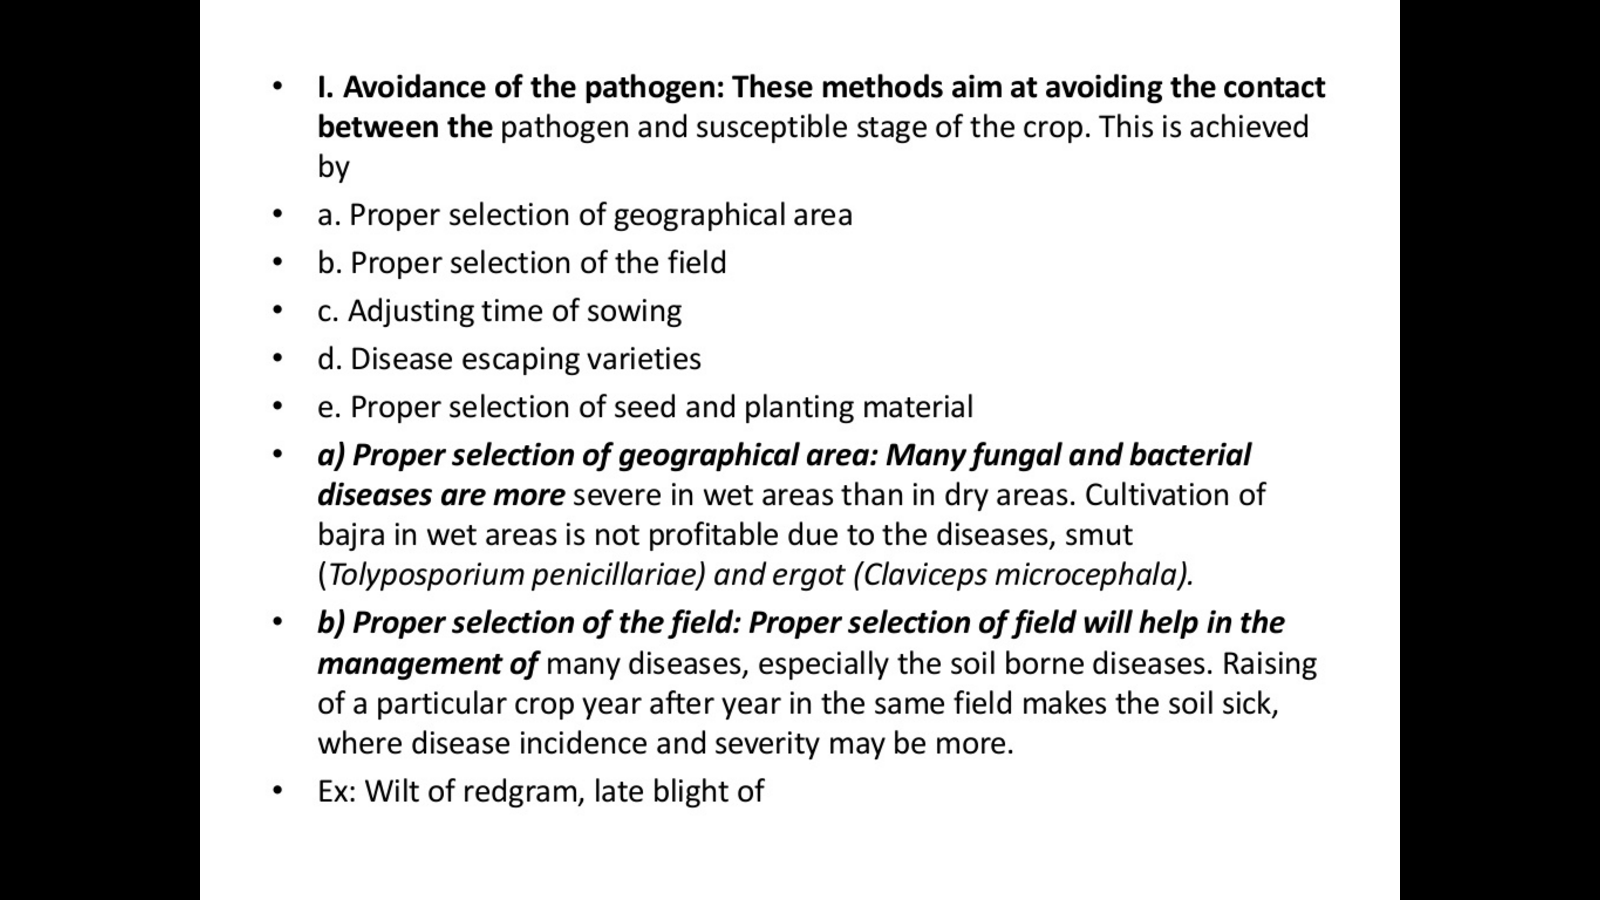 • I. Avoidance of the pathogen: These methods aim at avoiding the contact
between the pathogen and susceptible stage of the crop. This is achieved
by
• a. Proper selection of geographical area
• b. Proper selection of the field
• c. Adjusting time of sowing
• d. Disease escaping varieties
• e. Proper selection of seed and planting material
• a) Proper selection of geographical area: Many fungal and bacterial
diseases are more severe in wet areas than in dry areas. Cultivation of
bajra in wet areas is not profitable due to the diseases, smut
(Tolyposporium penicillariae) and ergot (Claviceps microcephala).
• b) Proper selection of the field: Proper selection of field will help in the
management of many diseases, especially the soil borne diseases. Raising
of a particular crop year after year in the same field makes the soil sick,
where disease incidence and severity may be more.
• Ex: Wilt of redgram, late blight of